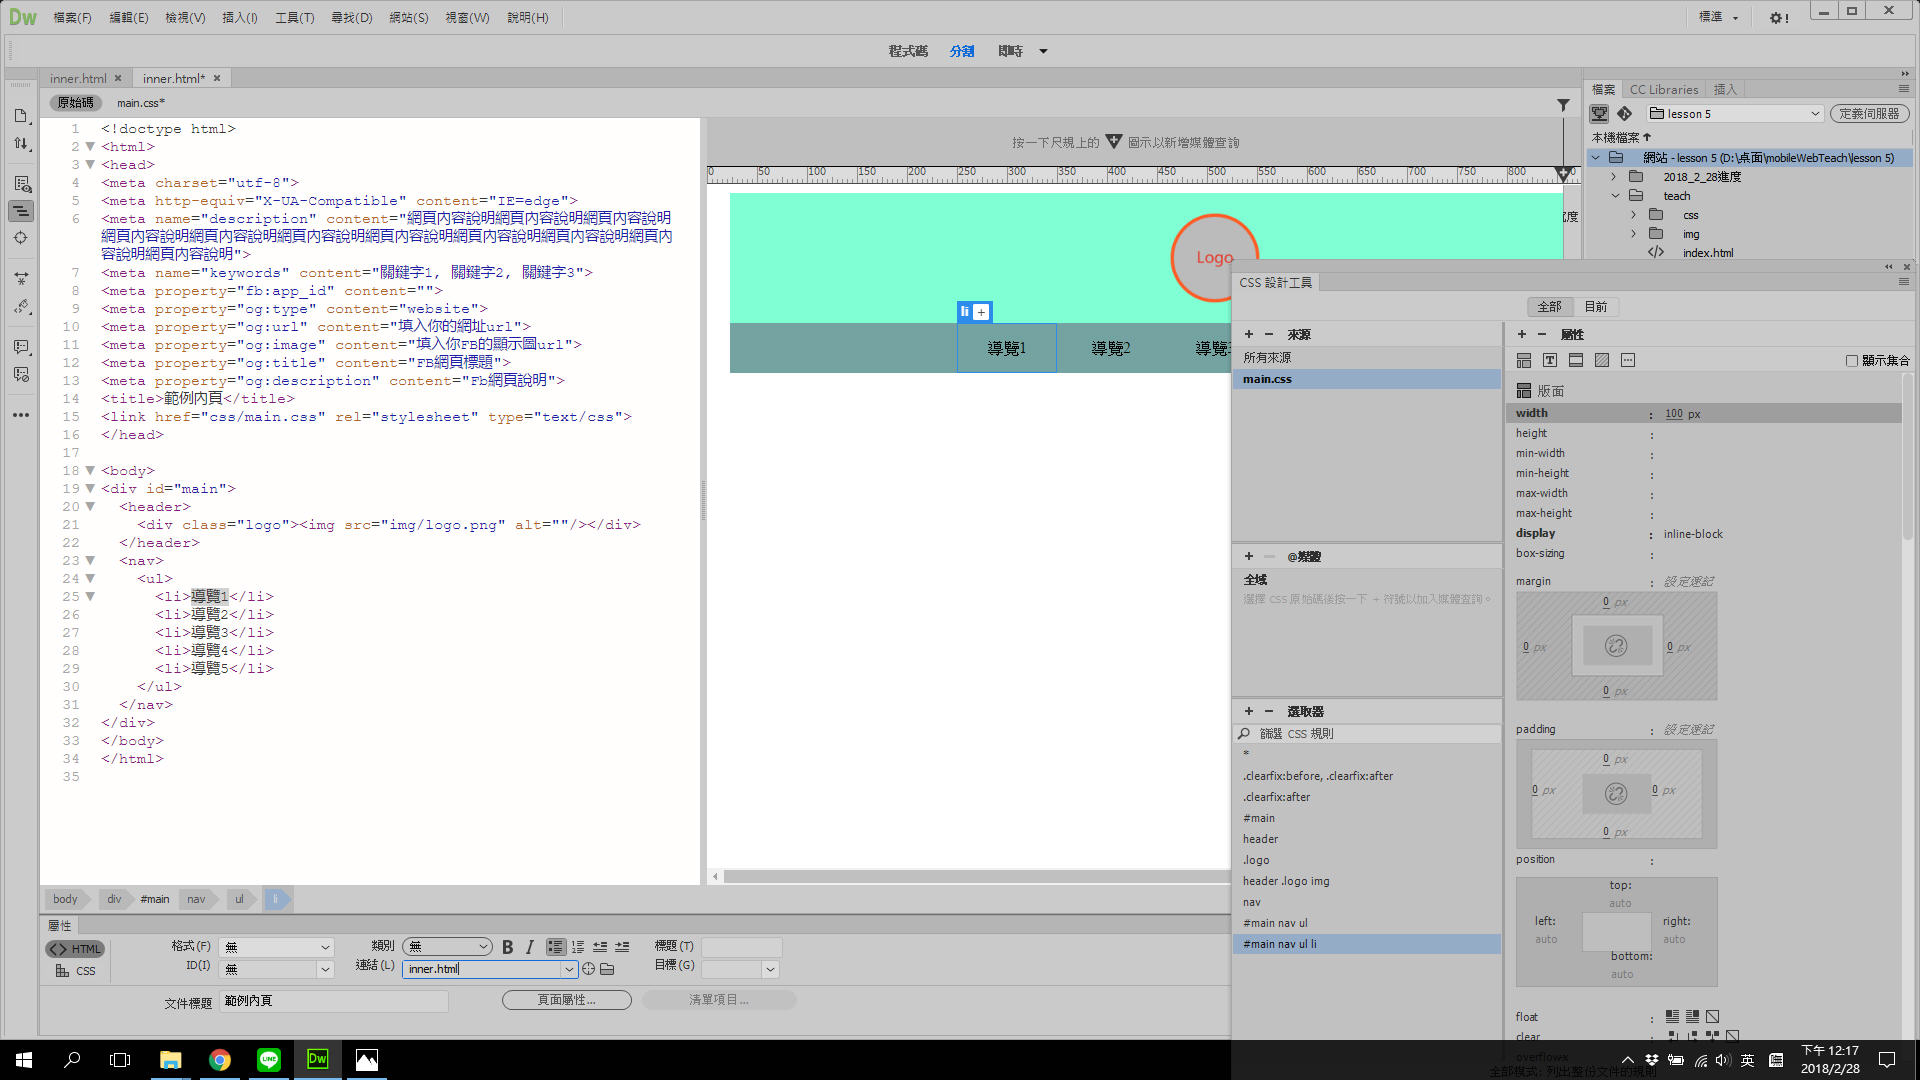 Dw 檔案(F) 編輯(E) 檢視(V) 插入(I) 工具(T) 尋找(D) 網站(S) 視窗(W) 說明(H) 標準
程式碼 分割 即時
inner.html inner.html*
原始碼 main.css*
1 <!doctype html>
2 <html>
3 <head>
4 <meta charset="utf-8">
5 <meta http-equiv="X-UA-Compatible" content="IE=edge">
6 <meta name="description" content="網頁內容說明網頁內容說明網頁內容說明
網頁內容說明網頁內容說明網頁內容說明網頁內容說明網頁內容說明網頁內容說明網頁內
容說明網頁內容說明">
7 <meta name="keywords" content="關鍵字1, 關鍵字2, 關鍵字3">
8 <meta property="fb:app_id" content="">
9 <meta property="og:type" content="website">
10 <meta property="og:url" content="填入你的網址url">
11 <meta property="og:image" content="填入你FB的顯示圖url">
12 <meta property="og:title" content="FB網頁標題">
13 <meta property="og:description" content="Fb網頁說明">
14 <title>範例內頁</title>
15 <link href="css/main.css" rel="stylesheet" type="text/css">
16 </head>
17
18 <body>
19 <div id="main">
20 <header>
21 <div class="logo"><img src="img/logo.png" alt=""/></div>
22 </header>
23 <nav>
24 <ul>
25 <li>導覽1</li>
26 <li>導覽2</li>
27 <li>導覽3</li>
28 <li>導覽4</li>
29 <li>導覽5</li>
30 </ul>
31 </nav>
32 </div>
33 </body>
34 </html>
35
按一下尺規上的 圖示以新增媒體查詢
0 50 100 150 200 250 300 350 400 450 500 550 600 650 700 750 800
Logo
li +
導覽1 導覽2 導覽
檔案 CC Libraries 插入
lesson 5 定義伺服器
本機檔案
網站 - lesson 5 (D:\桌面\mobileWebTeach\lesson 5)
2018_2_28進度
teach
css
img
index.html
CSS 設計工具
全部 目前
+ − 來源
所有來源
main.css
+ − @媒體
全域
選擇 CSS 原始碼後按一下 + 符號以加入媒體查詢。
+ − 選取器
篩選 CSS 規則
*
.clearfix:before, .clearfix:after
.clearfix:after
#main
header
.logo
header .logo img
nav
#main nav ul
#main nav ul li
+ − 屬性
顯示集合
版面
width : 100 px
height :
min-width :
min-height :
max-width :
max-height :
display : inline-block
box-sizing :
margin : 設定速記
0 px
0 px 0 px
0 px
padding : 設定速記
0 px
0 px 0 px
0 px
position :
top:
auto
left: right:
auto auto
bottom:
auto
float :
clear :
overflow-x
全部模式: 列出整份文件的規則
body div #main nav ul li
屬性
<> HTML 格式(F) 無 類別 無 B I 標題(T)
CSS ID(I) 無 連結(L) inner.html 目標(G)
文件標題 範例內頁 頁面屬性... 清單項目...
LINE Dw 英 下午 12:17
2018/2/28